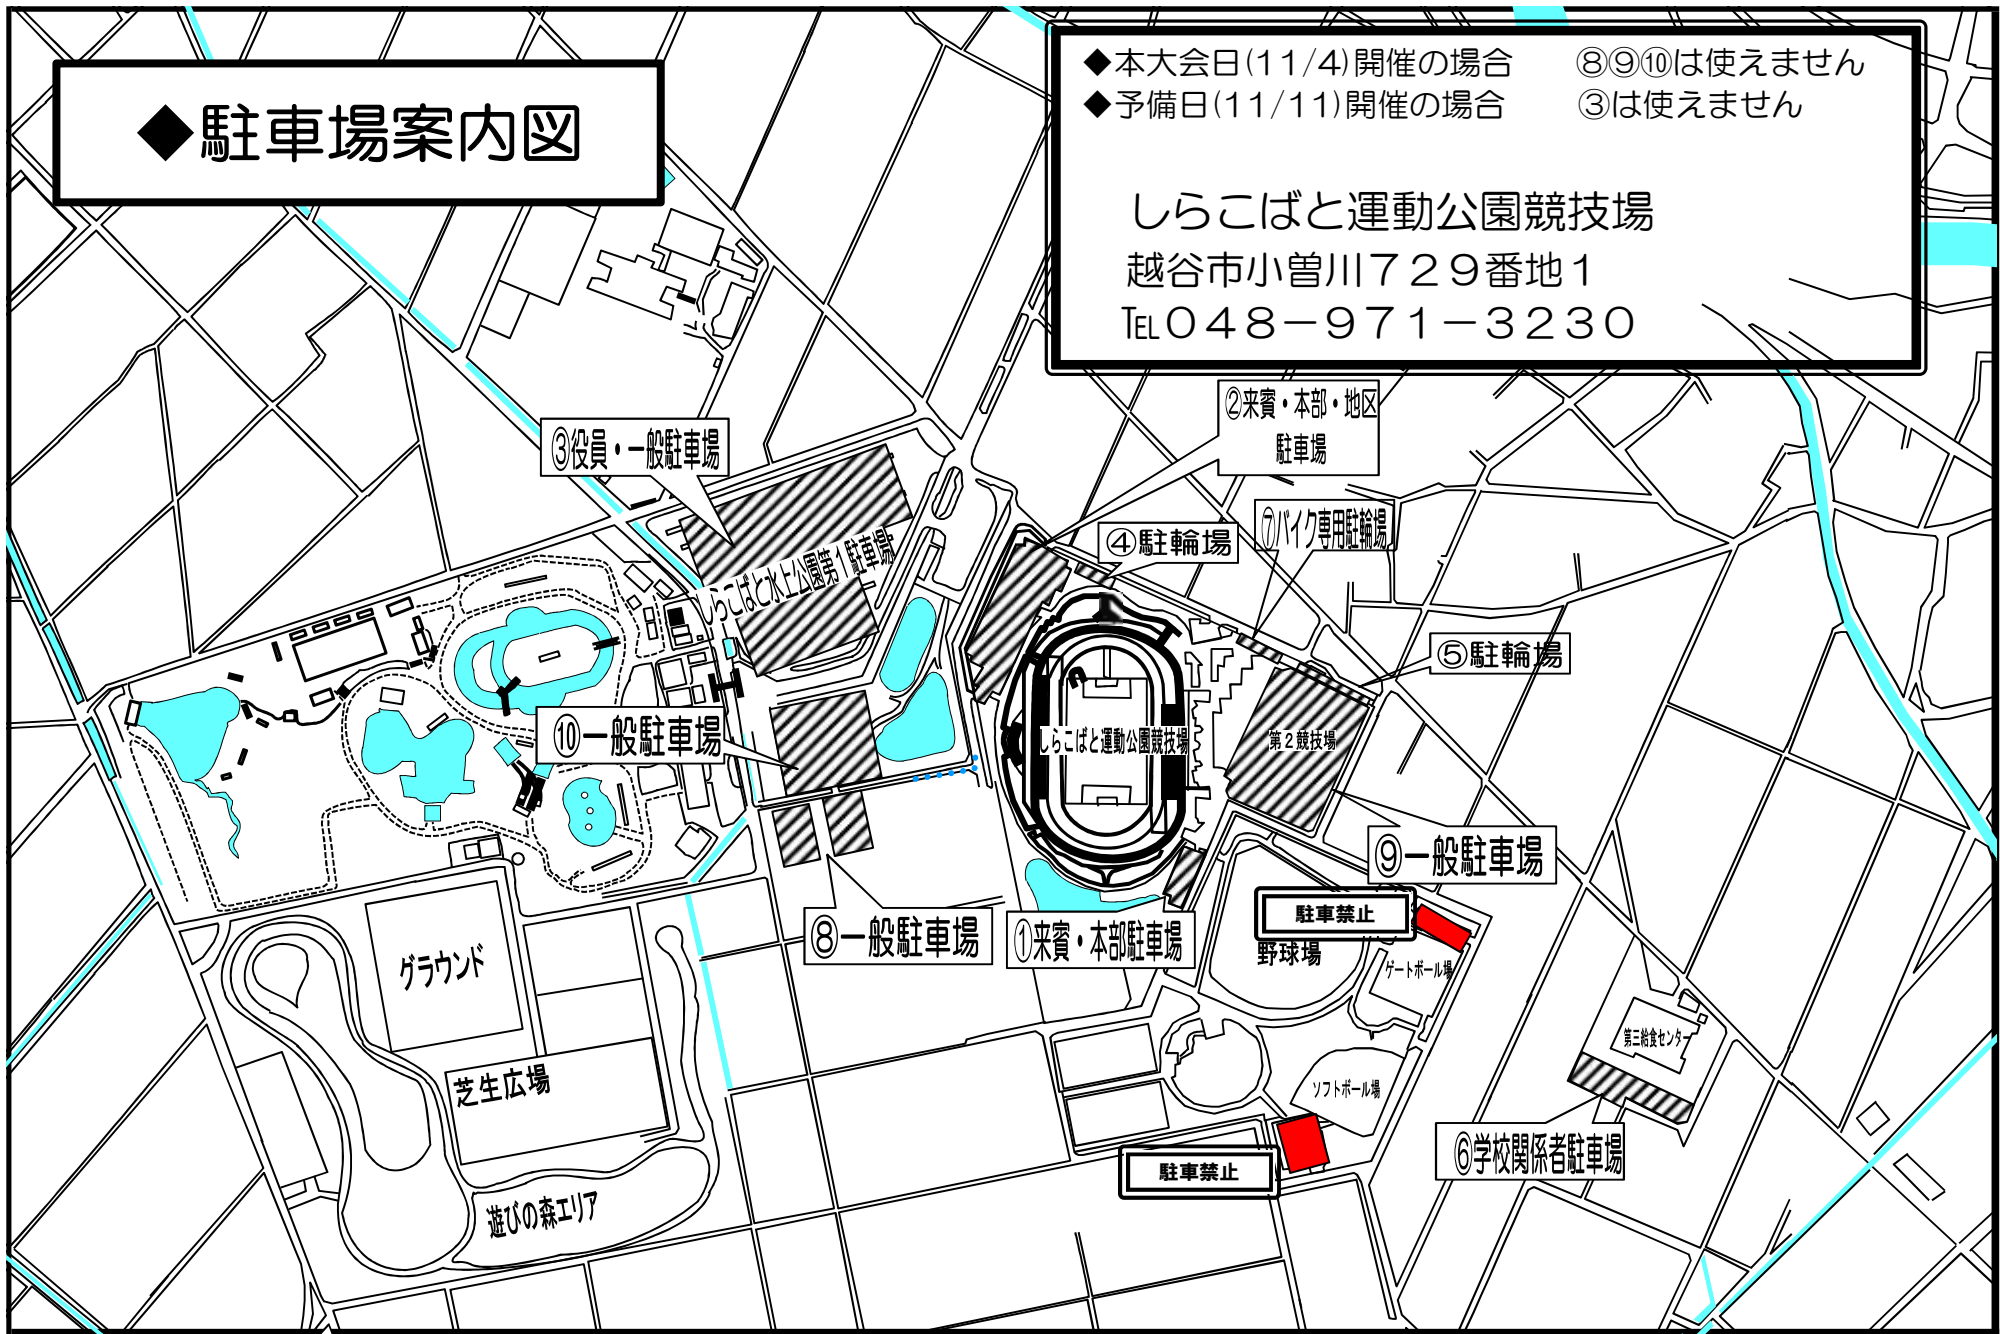 ◆駐車場案内図
◆本大会日(11/4)開催の場合　⑧⑨⑩は使えません
◆予備日(11/11)開催の場合　③は使えません
しらこばと運動公園競技場
越谷市小曽川７２９番地１
℡０４８－９７１－３２３０
②来賓・本部・地区
駐車場
③役員・一般駐車場
④駐輪場
⑦バイク専用駐輪場
しらこばと水上公園第1駐車場
⑤駐輪場
⑩一般駐車場
しらこばと運動公園競技場
第２競技場
⑨一般駐車場
駐車禁止
⑧一般駐車場
①来賓・本部駐車場
野球場
ゲートボール場
グラウンド
第三給食センター
芝生広場
ソフトボール場
⑥学校関係者駐車場
駐車禁止
遊びの森エリア